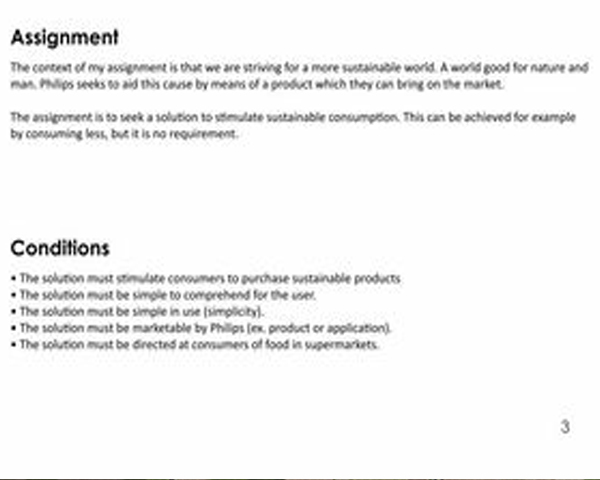 Assignment
The context of my assignment is that we are striving for a more sustainable world. A world good for nature and
man. Philips seeks to aid this cause by means of a product which they can bring on the market.
The assignment is to seek a solution to stimulate sustainable consumption. This can be achieved for example
by consuming less, but it is no requirement.
Conditions
• The solution must stimulate consumers to purchase sustainable products
• The solution must be simple to comprehend for the user.
• The solution must be simple in use (simplicity).
• The solution must be marketable by Philips (ex. product or application).
• The solution must be directed at consumers of food in supermarkets.
3